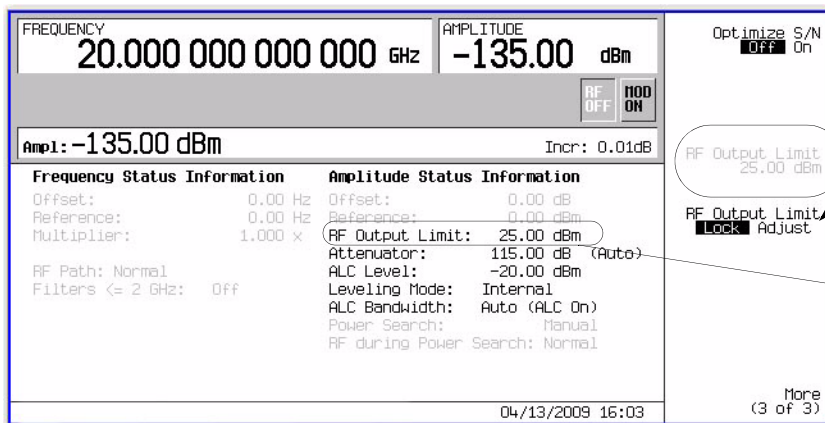 FREQUENCY
20.000 000 000 000 GHz
AMPLITUDE
-135.00 dBm
RF OFF
MOD ON
Ampl: -135.00 dBm
Incr: 0.01dB
Frequency Status Information
Offset: 0.00 Hz
Reference: 0.00 Hz
Multiplier: 1.000 x
RF Path: Normal
Filters <= 2 GHz: Off
Amplitude Status Information
Offset: 0.00 dB
Reference: 0.00 dBm
RF Output Limit: 25.00 dBm
Attenuator: 115.00 dB (Auto)
ALC Level: -20.00 dBm
Leveling Mode: Internal
ALC Bandwidth: Auto (ALC On)
Power Search: Manual
RF during Power Search: Normal
04/13/2009 16:03
Optimize S/N
Off On
RF Output Limit
25.00 dBm
RF Output Limit
Lock Adjust
More
(3 of 3)